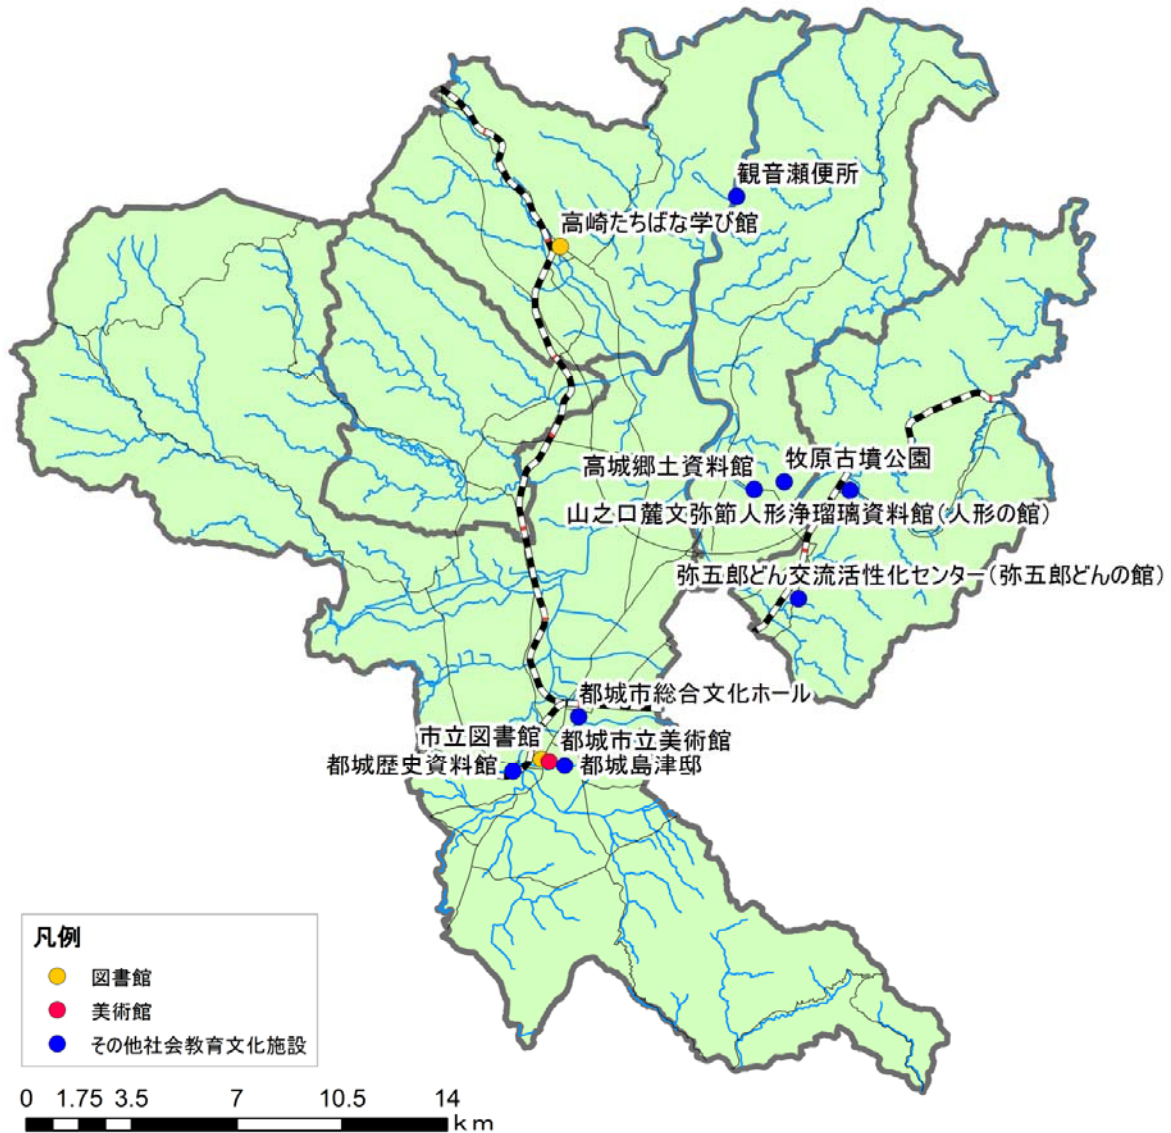 観音瀬便所
高崎たちばな学び館
高城郷土資料館
牧原古墳公園
山之口麓文弥節人形浄瑠璃資料館(人形の館)
弥五郎どん交流活性化センター(弥五郎どんの館)
都城市総合文化ホール
市立図書館
都城市立美術館
都城歴史資料館
都城島津邸
凡例
図書館
美術館
その他社会教育文化施設
0 1.75 3.5 7 10.5 14
km